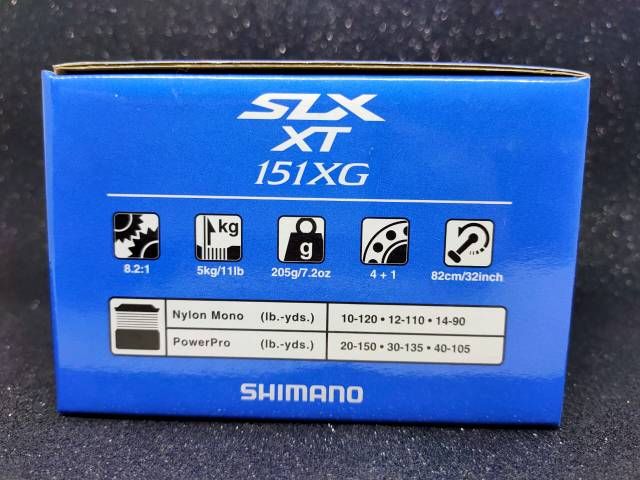 SLX
XT
151XG
kg
g
8.2:1
5kg/11lb
205g/7.2oz
4 + 1
82cm/32inch
Nylon Mono (lb.-yds.) 10-120 • 12-110 • 14-90
PowerPro (lb.-yds.) 20-150 • 30-135 • 40-105
SHIMANO